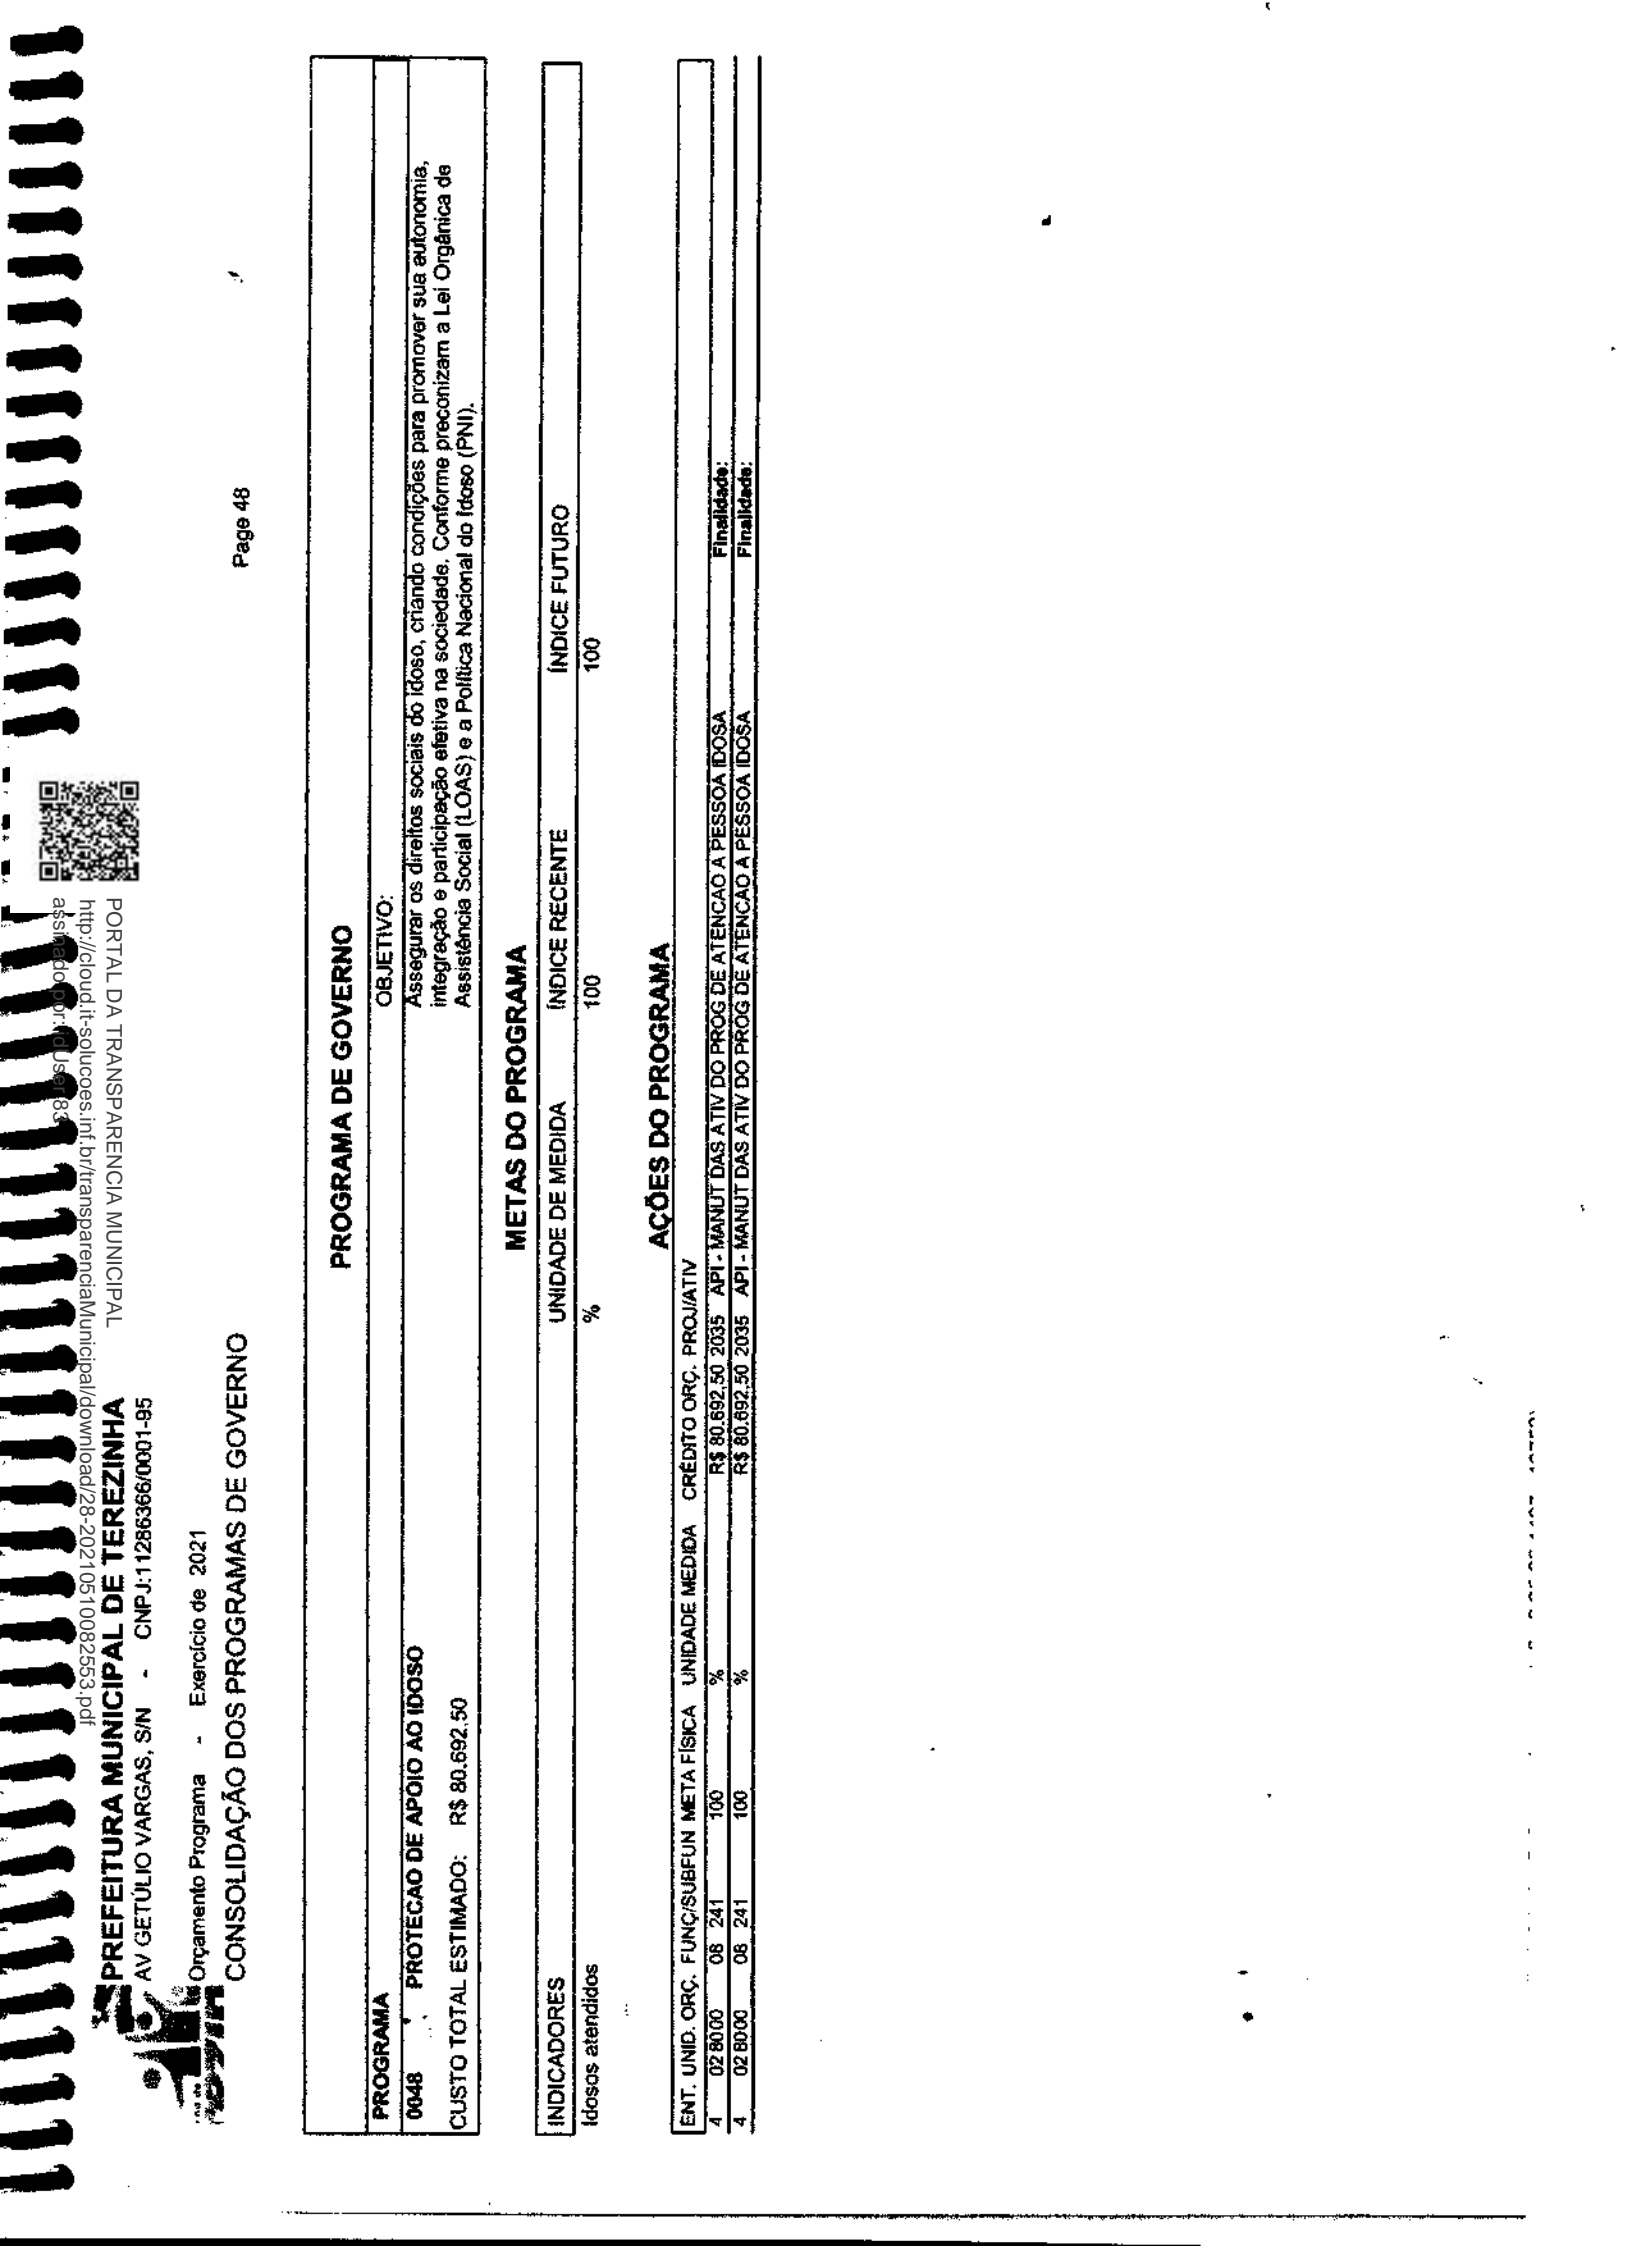 PORTAL DA TRANSPARENCIA MUNICIPAL
http://cloud.it-solucoes.inf.br/transparenciaMunicipal/download/28-20210510082553.pdf
assinado por: idUser 83
PREFEITURA MUNICIPAL DE TEREZINHA
AV GETÚLIO VARGAS, S/N - CNPJ:11286366/0001-95
Orçamento Programa - Exercício de 2021
CONSOLIDAÇÃO DOS PROGRAMAS DE GOVERNO Page 48
PROGRAMA DE GOVERNO
PROGRAMA OBJETIVO:
0048 PROTECAO DE APOIO AO IDOSO Assegurar os direitos sociais do idoso, criando condições para promover sua autonomia,
integração e participação efetiva na sociedade. Conforme preconizam a Lei Orgânica de
CUSTO TOTAL ESTIMADO: R$ 80.692,50 Assistência Social (LOAS) e a Política Nacional do Idoso (PNI).
METAS DO PROGRAMA
INDICADORES UNIDADE DE MEDIDA ÍNDICE RECENTE ÍNDICE FUTURO
Idosos atendidos % 100 100
AÇÕES DO PROGRAMA
ENT. UNID. ORÇ. FUNÇ/SUBFUN META FÍSICA UNIDADE MEDIDA CRÉDITO ORÇ. PROJ/ATIV
4 028000 08 241 100 % R$ 80.692,50 2035 API - MANUT DAS ATIV DO PROG DE ATENCAO A PESSOA IDOSA Finalidade:
4 028000 08 241 100 % R$ 80.692,50 2035 API - MANUT DAS ATIV DO PROG DE ATENCAO A PESSOA IDOSA Finalidade: